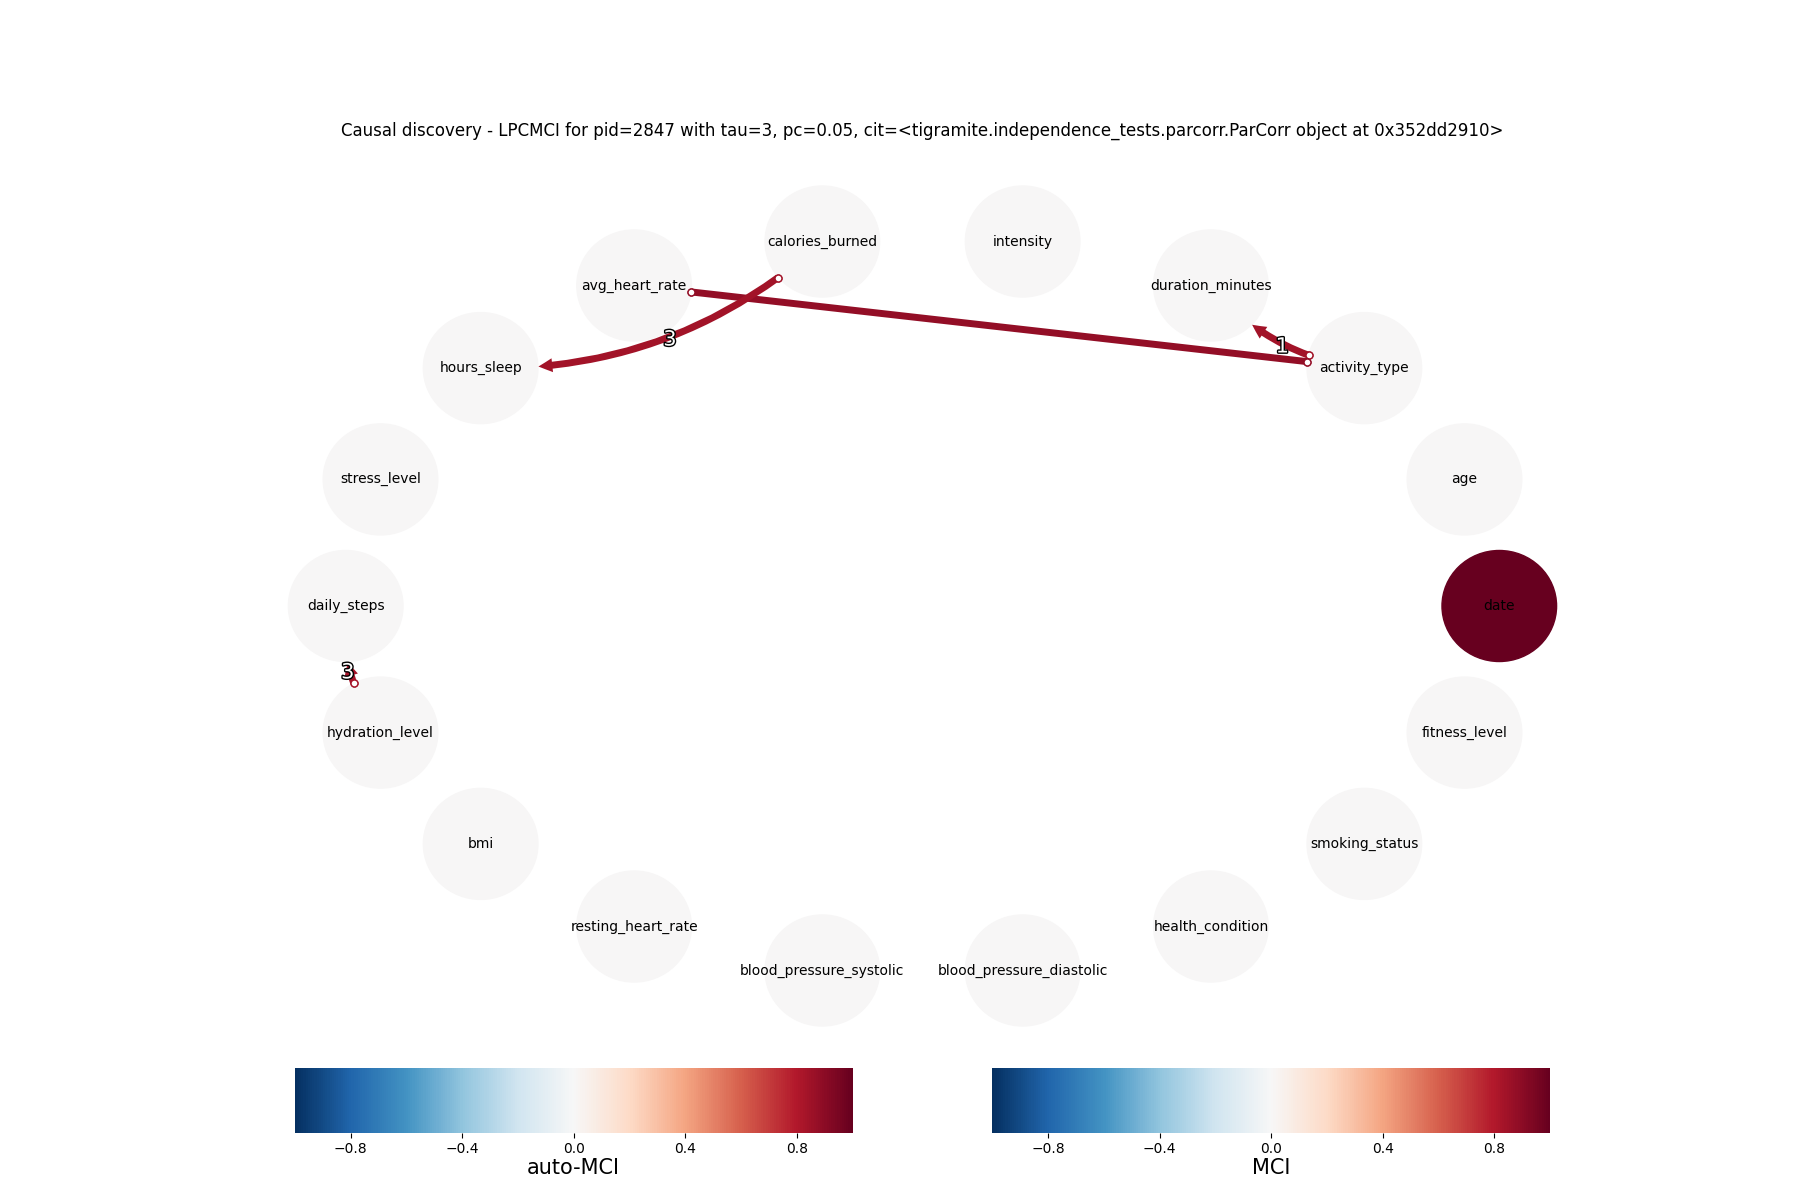 Causal discovery - LPCMCI for pid=2847 with tau=3, pc=0.05, cit=<tigramite.independence_tests.parcorr.ParCorr object at 0x352dd2910>
calories_burned
intensity
avg_heart_rate
duration_minutes
3
1
hours_sleep
activity_type
stress_level
age
daily_steps
date
3
hydration_level
fitness_level
bmi
smoking_status
resting_heart_rate
health_condition
blood_pressure_systolic
blood_pressure_diastolic
−0.8 −0.4 0.0 0.4 0.8
auto-MCI
−0.8 −0.4 0.0 0.4 0.8
MCI